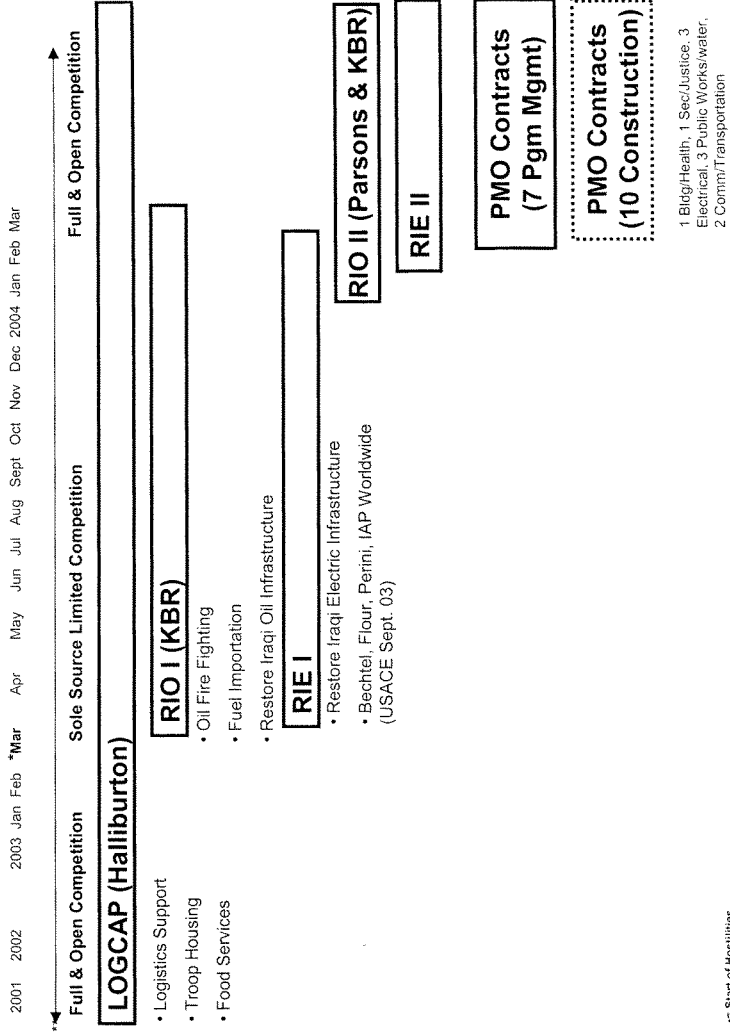 2001 2002 2003 Jan Feb *Mar Apr May Jun Jul Aug Sept Oct Nov Dec 2004 Jan Feb Mar
**
Full & Open Competition Sole Source Limited Competition Full & Open Competition
LOGCAP (Halliburton)
• Logistics Support
• Troop Housing
• Food Services
RIO I (KBR)
• Oil Fire Fighting
• Fuel Importation
• Restore Iraqi Oil Infrastructure
RIE I
• Restore Iraqi Electric Infrastructure
• Bechtel, Flour, Perini, IAP Worldwide
(USACE Sept. 03)
RIO II (Parsons & KBR)
RIE II
PMO Contracts
(7 Pgm Mgmt)
PMO Contracts
(10 Construction)
1 Bldg/Health, 1 Sec/Justice, 3
Electrical, 3 Public Works/water,
2 Comm/Transportation
Start of Hostilities